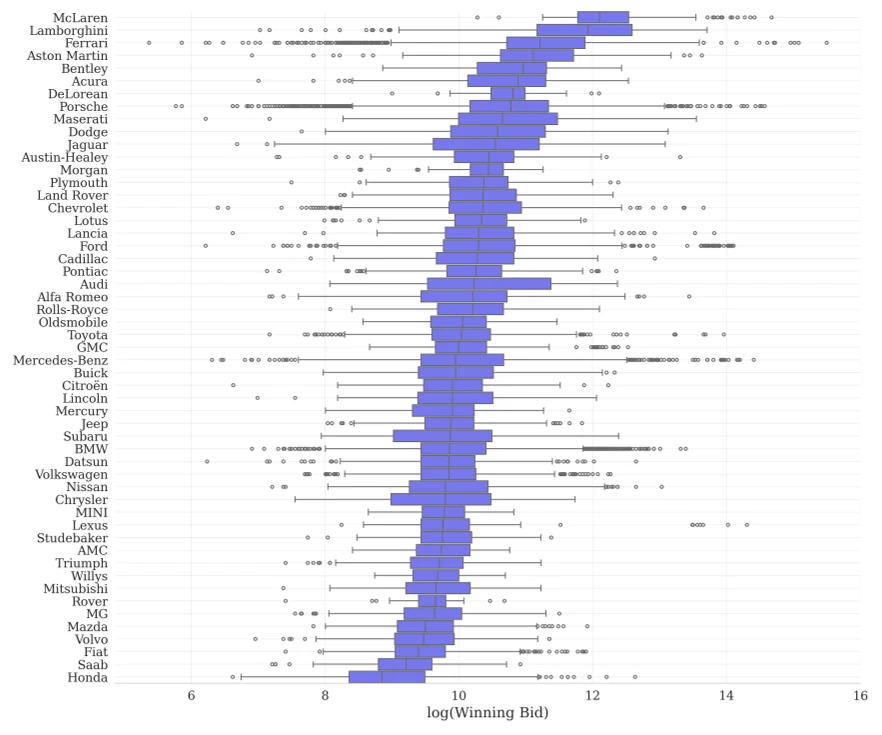 McLaren
Lamborghini
Ferrari
Aston Martin
Bentley
Acura
DeLorean
Porsche
Maserati
Dodge
Jaguar
Austin-Healey
Morgan
Plymouth
Land Rover
Chevrolet
Lotus
Lancia
Ford
Cadillac
Pontiac
Audi
Alfa Romeo
Rolls-Royce
Oldsmobile
Toyota
GMC
Mercedes-Benz
Buick
Citroën
Lincoln
Mercury
Jeep
Subaru
BMW
Datsun
Volkswagen
Nissan
Chrysler
MINI
Lexus
Studebaker
AMC
Triumph
Willys
Mitsubishi
Rover
MG
Mazda
Volvo
Fiat
Saab
Honda
6 8 10 12 14 16
log(Winning Bid)